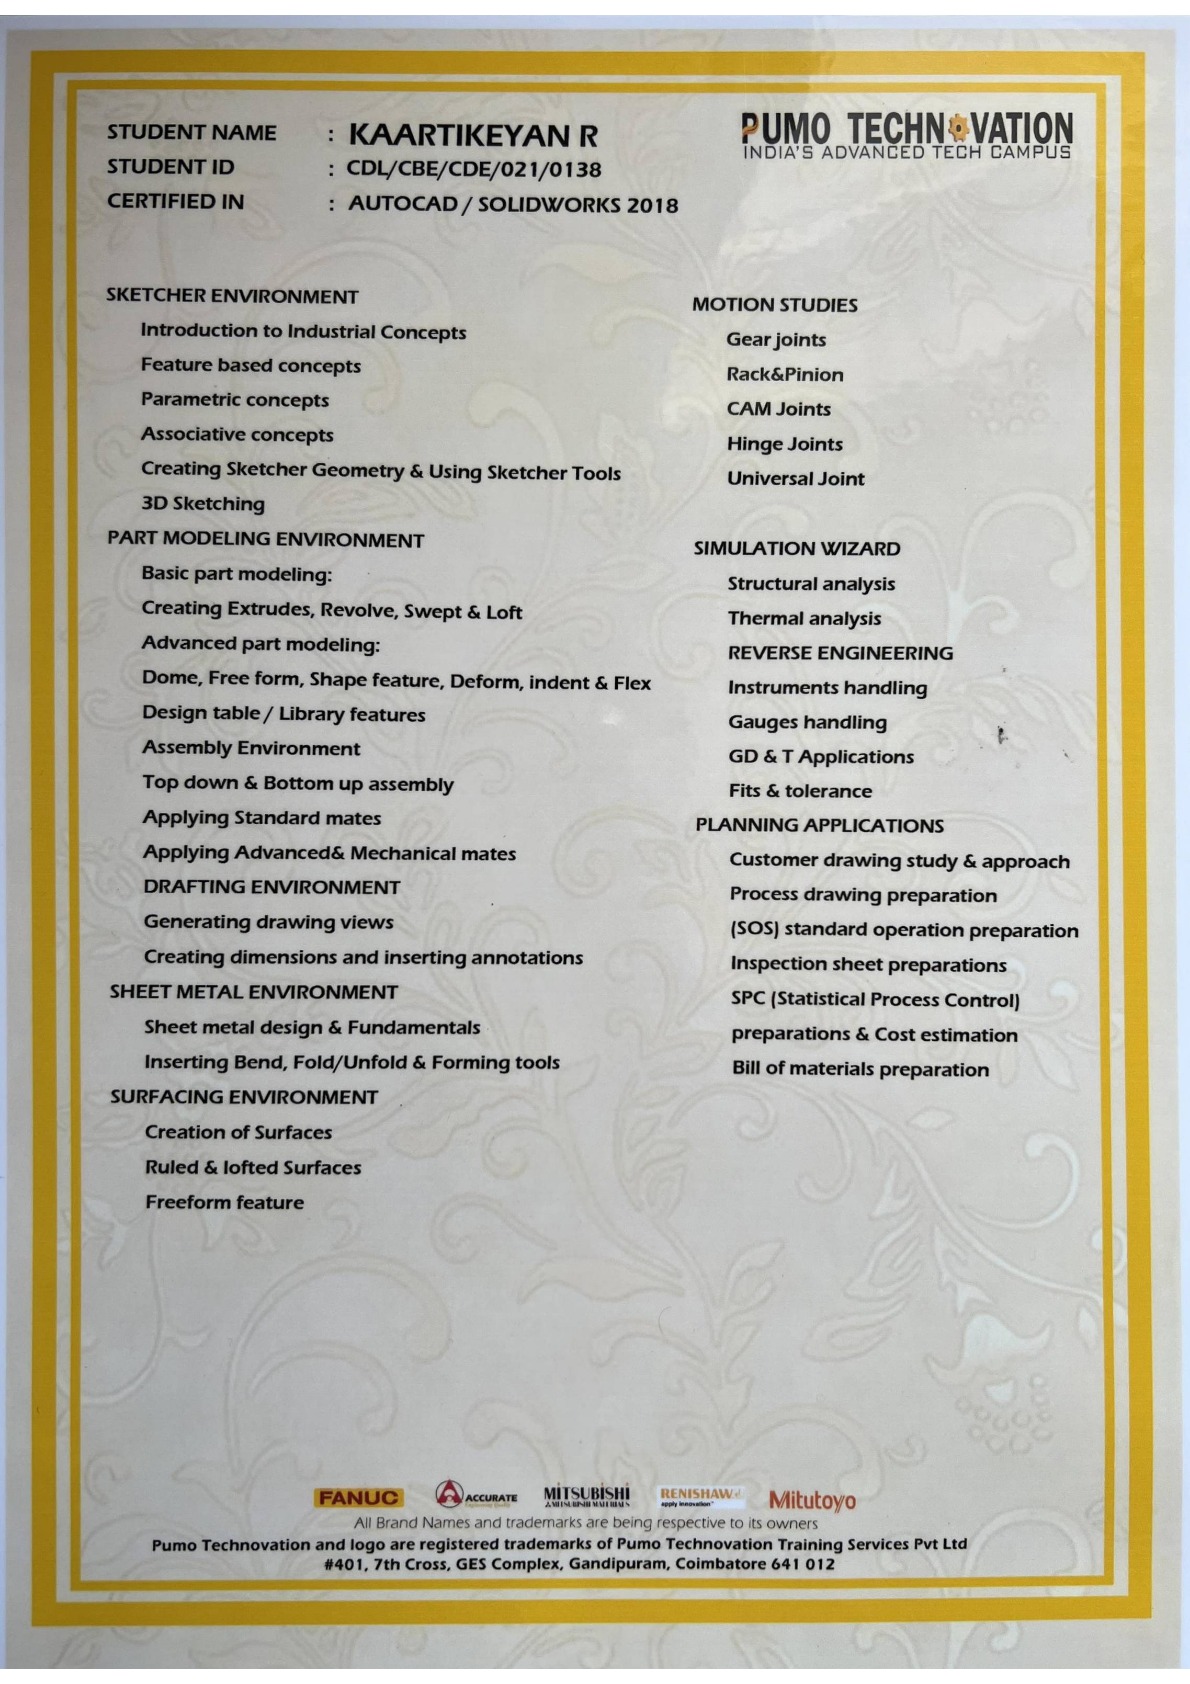 STUDENT NAME : KAARTIKEYAN R
STUDENT ID : CDL/CBE/CDE/021/0138
CERTIFIED IN : AUTOCAD / SOLIDWORKS 2018
PUMO TECHNOVATION
INDIA'S ADVANCED TECH CAMPUS
SKETCHER ENVIRONMENT
Introduction to Industrial Concepts
Feature based concepts
Parametric concepts
Associative concepts
Creating Sketcher Geometry & Using Sketcher Tools
3D Sketching
PART MODELING ENVIRONMENT
Basic part modeling:
Creating Extrudes, Revolve, Swept & Loft
Advanced part modeling:
Dome, Free form, Shape feature, Deform, indent & Flex
Design table / Library features
Assembly Environment
Top down & Bottom up assembly
Applying Standard mates
Applying Advanced& Mechanical mates
DRAFTING ENVIRONMENT
Generating drawing views
Creating dimensions and inserting annotations
SHEET METAL ENVIRONMENT
Sheet metal design & Fundamentals
Inserting Bend, Fold/Unfold & Forming tools
SURFACING ENVIRONMENT
Creation of Surfaces
Ruled & lofted Surfaces
Freeform feature
MOTION STUDIES
Gear joints
Rack&Pinion
CAM Joints
Hinge Joints
Universal Joint
SIMULATION WIZARD
Structural analysis
Thermal analysis
REVERSE ENGINEERING
Instruments handling
Gauges handling
GD & T Applications
Fits & tolerance
PLANNING APPLICATIONS
Customer drawing study & approach
Process drawing preparation
(SOS) standard operation preparation
Inspection sheet preparations
SPC (Statistical Process Control)
preparations & Cost estimation
Bill of materials preparation
FANUC
ACCURATE
MITSUBISHI
MITSUBISHI MATERIALS
RENISHAW
apply innovation™
Mitutoyo
All Brand Names and trademarks are being respective to its owners
Pumo Technovation and logo are registered trademarks of Pumo Technovation Training Services Pvt Ltd
#401, 7th Cross, GES Complex, Gandipuram, Coimbatore 641 012